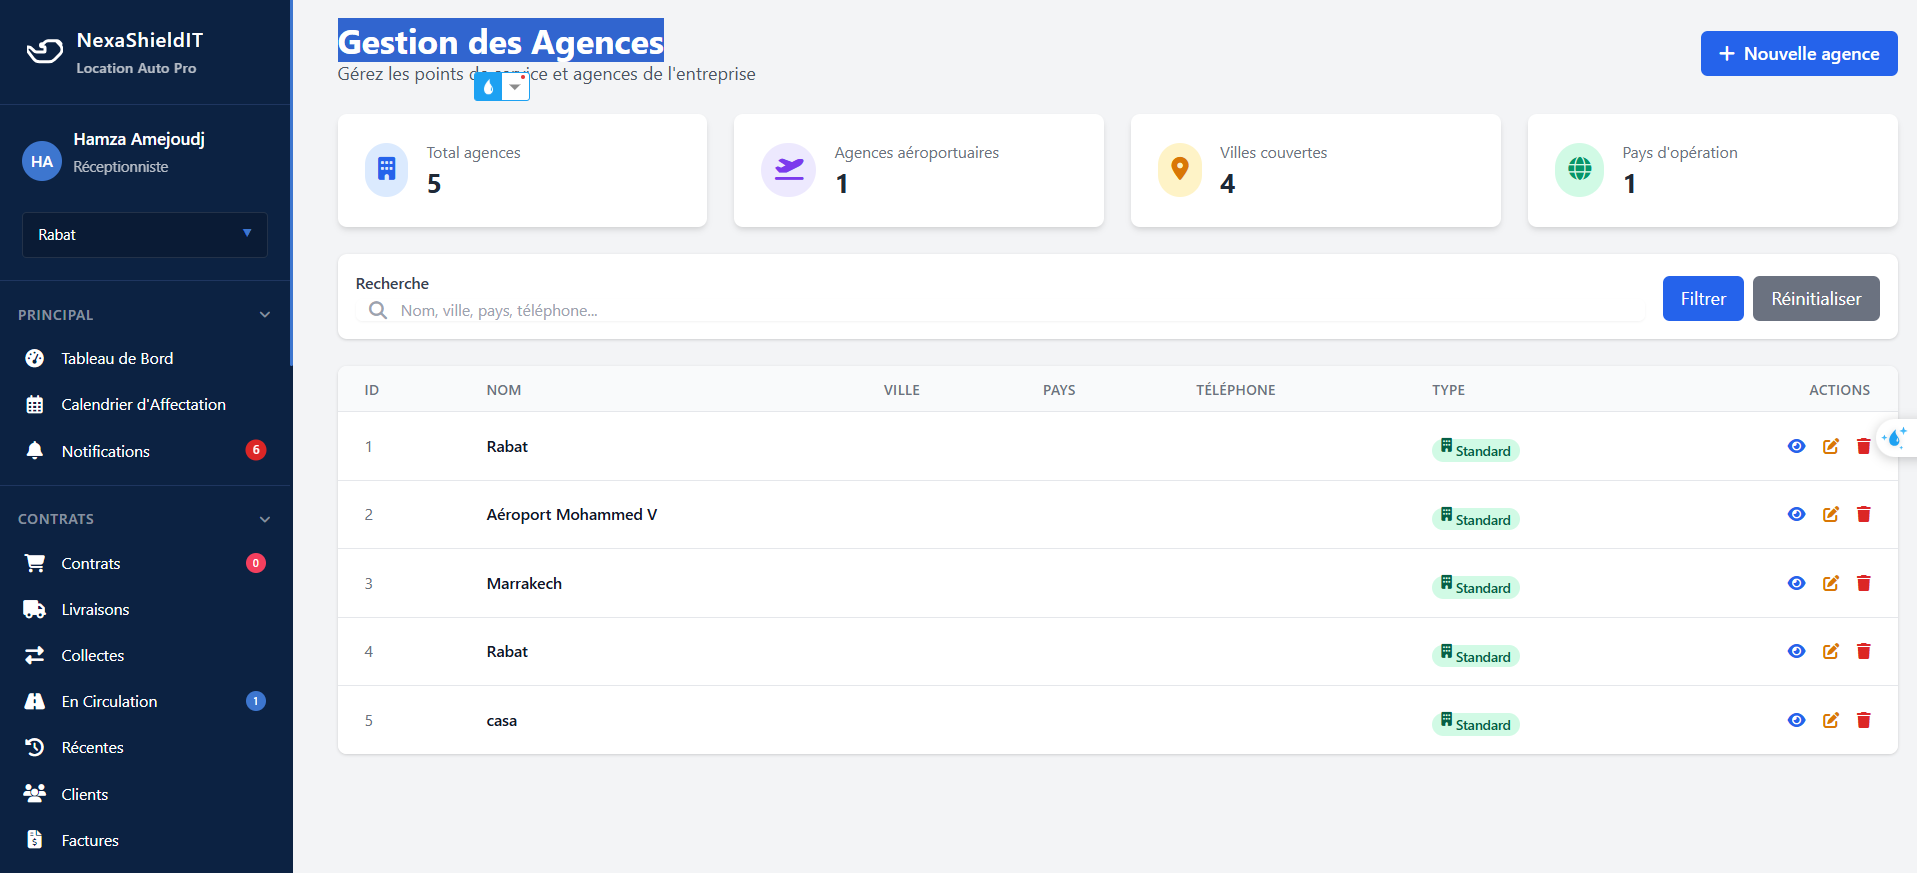 NexaShieldIT
Location Auto Pro
HA
Hamza Amejoudj
Réceptionniste
Rabat
PRINCIPAL
Tableau de Bord
Calendrier d'Affectation
Notifications 6
CONTRATS
Contrats 0
Livraisons
Collectes
En Circulation 1
Récentes
Clients
Factures
Gestion des Agences
Gérez les points de service et agences de l'entreprise
+ Nouvelle agence
Total agences
5
Agences aéroportuaires
1
Villes couvertes
4
Pays d'opération
1
Recherche
Nom, ville, pays, téléphone...
Filtrer
Réinitialiser
ID NOM VILLE PAYS TÉLÉPHONE TYPE ACTIONS
1 Rabat Standard
2 Aéroport Mohammed V Standard
3 Marrakech Standard
4 Rabat Standard
5 casa Standard